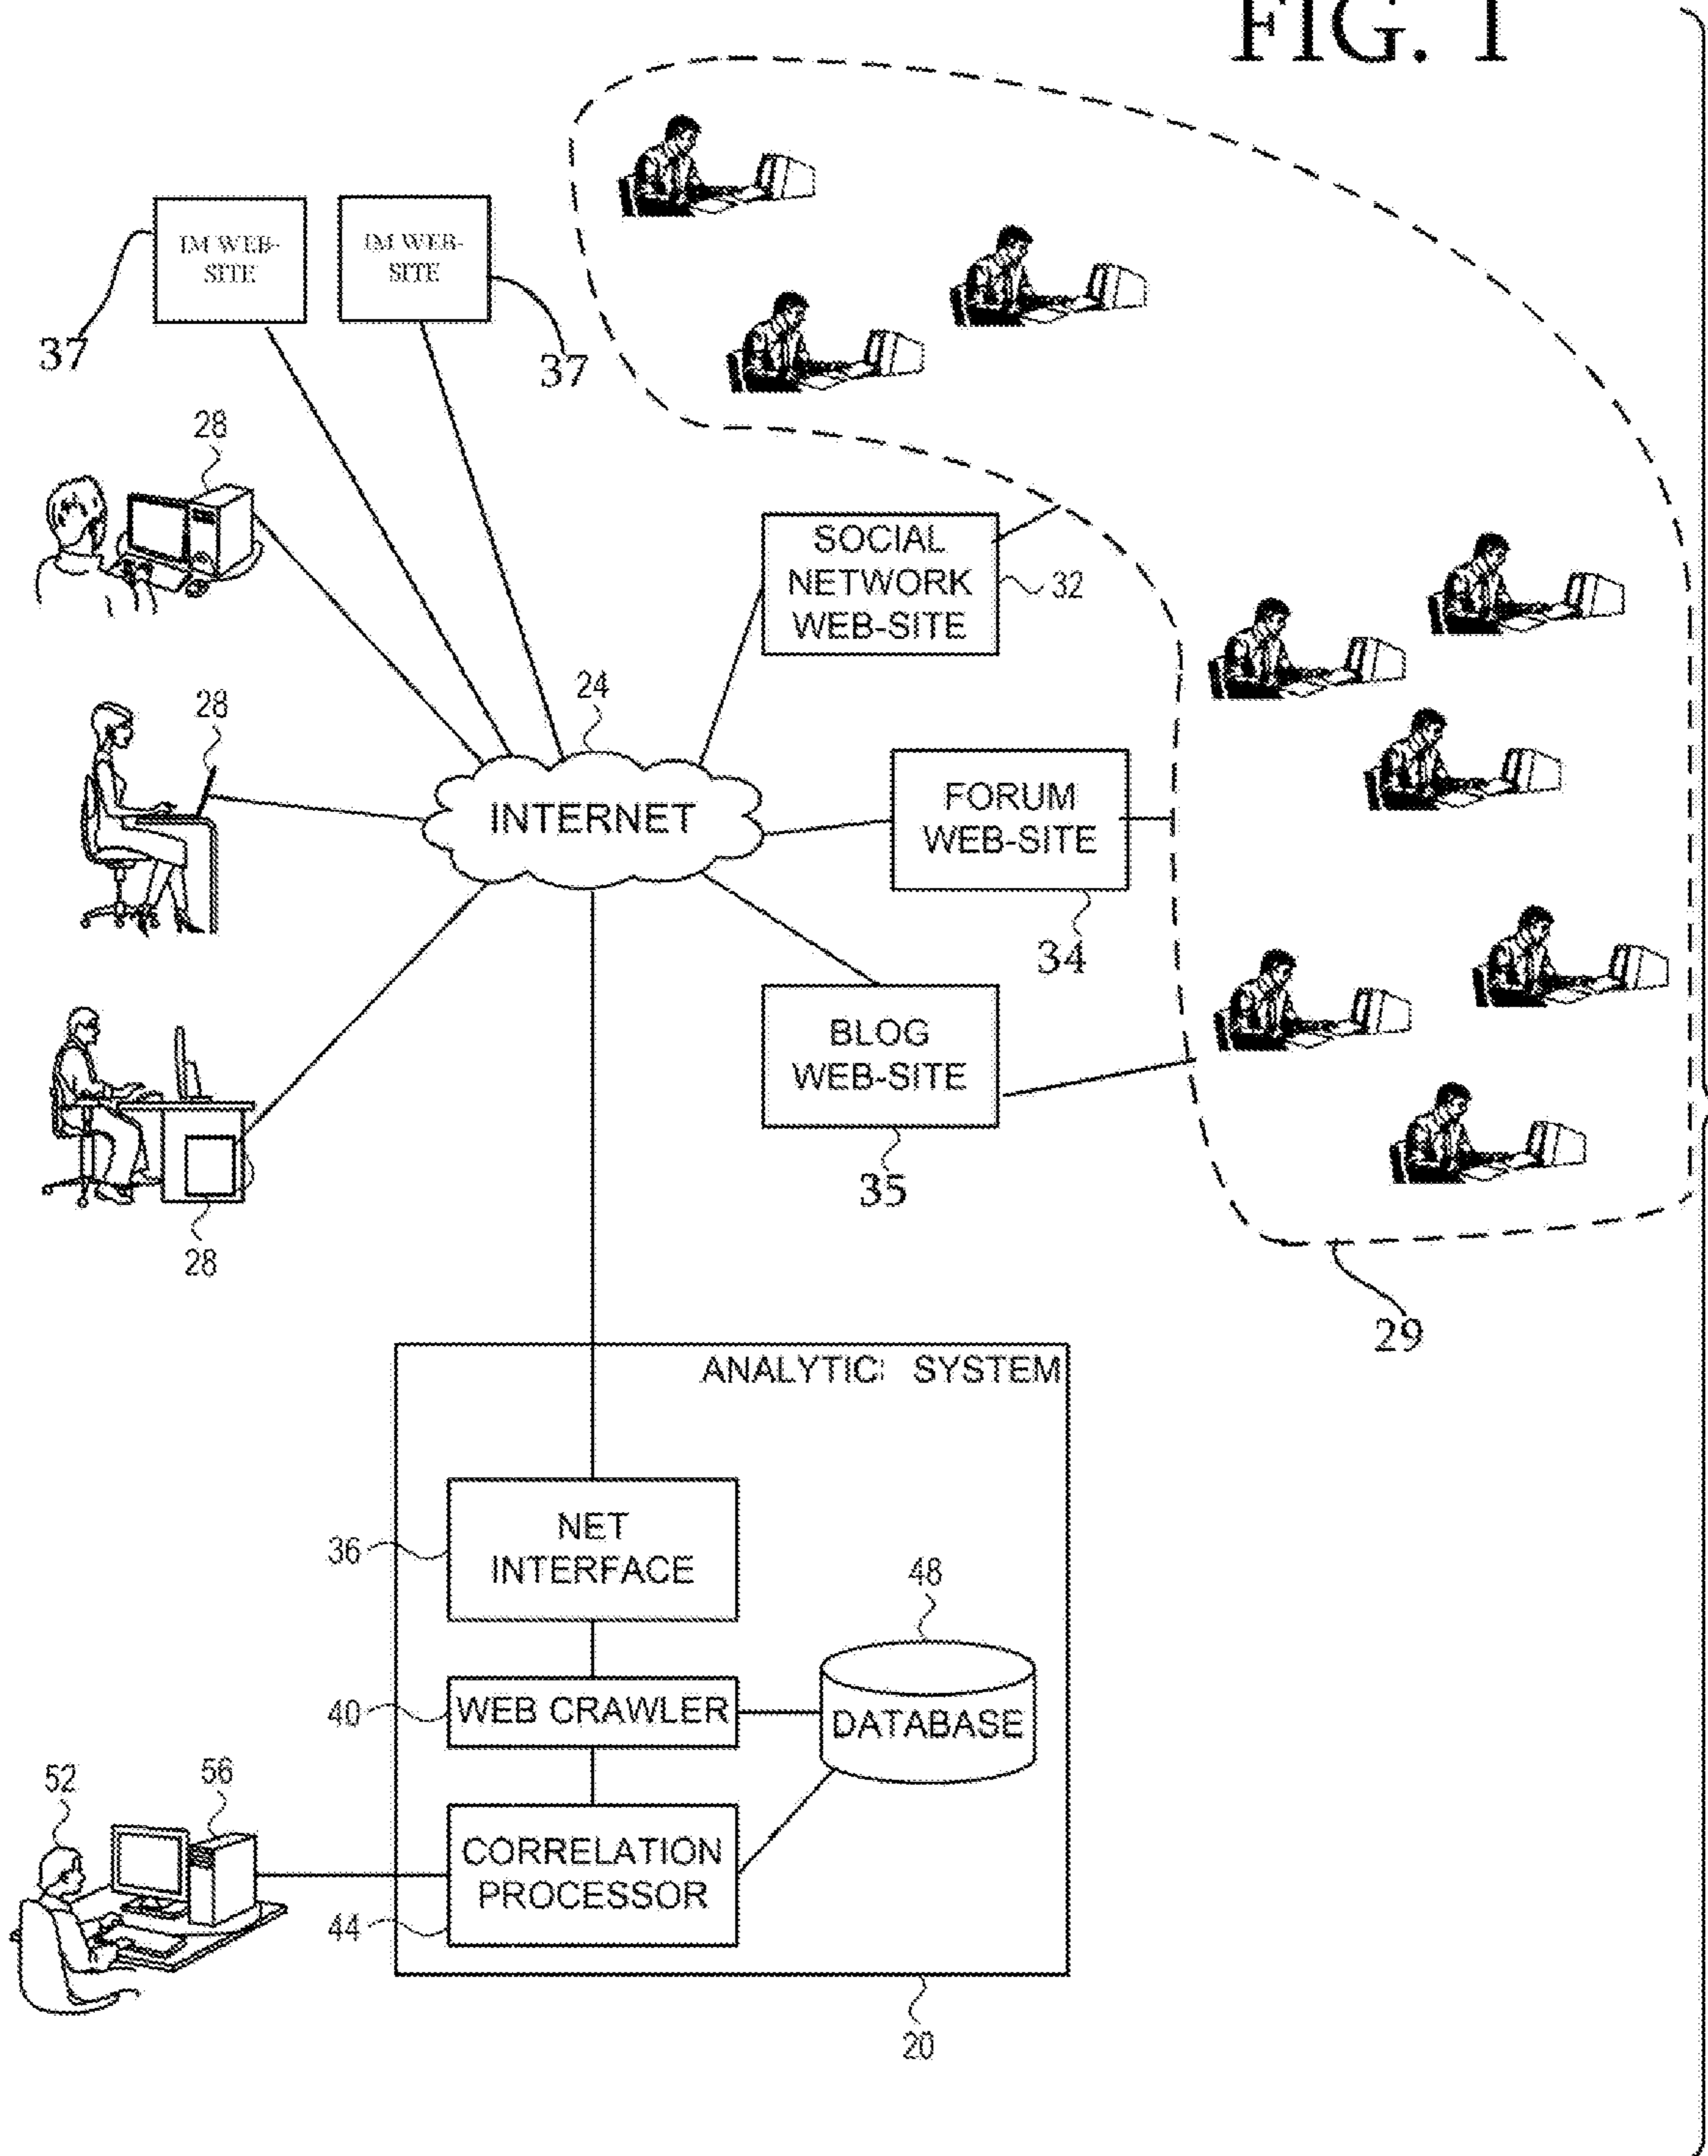 FIG. 1
IM WEB-
SITE
IM WEB-
SITE
37
37
28
SOCIAL
NETWORK
WEB-SITE
32
28
24
INTERNET
FORUM
WEB-SITE
34
BLOG
WEB-SITE
35
28
29
ANALYTIC SYSTEM
NET
INTERFACE
36
48
WEB CRAWLER
40
DATABASE
52
56
CORRELATION
PROCESSOR
44
20